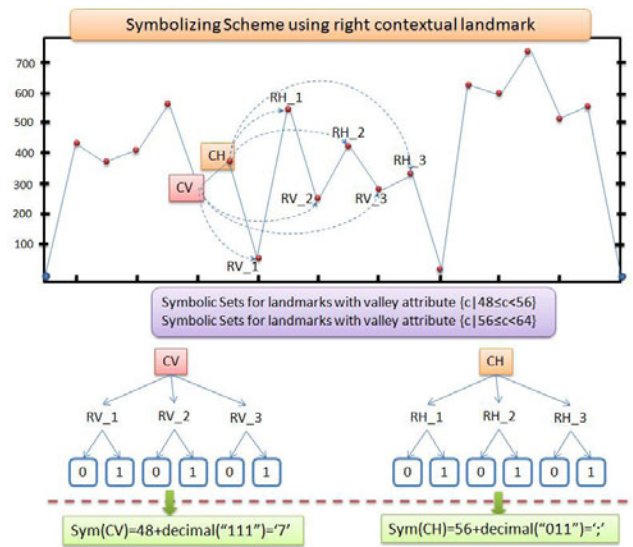 Symbolizing Scheme using right contextual landmark
700
600
500
400
300
200
100
0
RH_1
CH
RH_2
RH_3
CV
RV_2
RV_3
RV_1
Symbolic Sets for landmarks with valley attribute {c|48≤c<56}
Symbolic Sets for landmarks with valley attribute {c|56≤c<64}
CV
CH
RV_1 RV_2 RV_3
RH_1 RH_2 RH_3
0 1 0 1 0 1
0 1 0 1 0 1
Sym(CV)=48+decimal("111")='7'
Sym(CH)=56+decimal("011")=';'